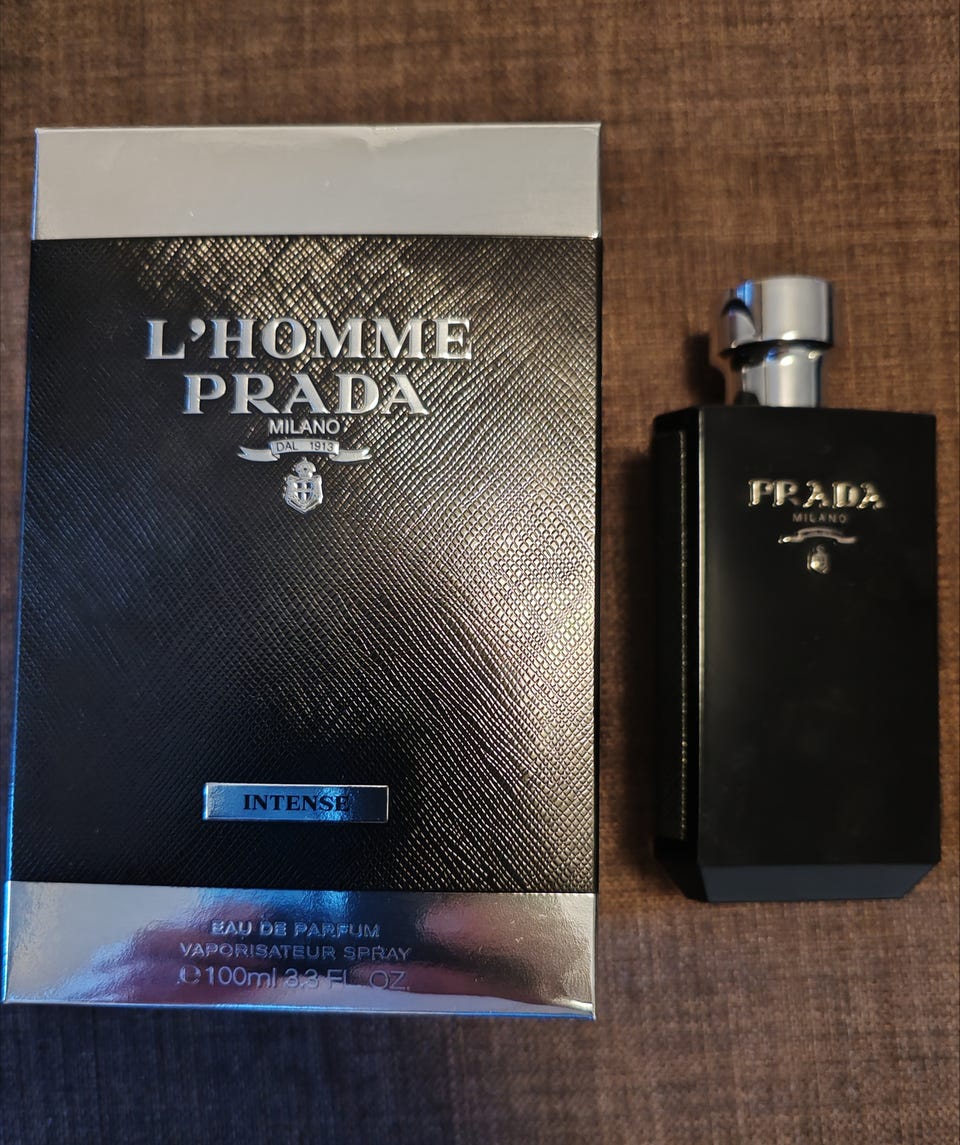 L'HOMME
PRADA
MILANO
DAL 1913
INTENSE
EAU DE PARFUM
VAPORISATEUR SPRAY
℮100ml 3.3 FL. OZ.
PRADA
MILANO